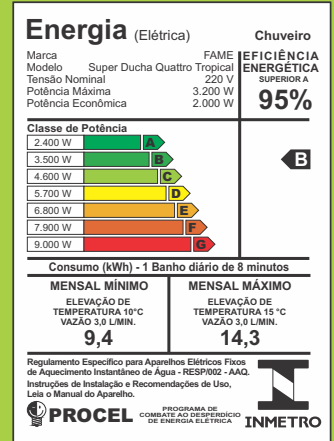 Energia (Elétrica) Chuveiro
Marca FAME
Modelo Super Ducha Quattro Tropical
Tensão Nominal 220 V
Potência Máxima 3.200 W
Potência Econômica 2.000 W
EFICIÊNCIA
ENERGÉTICA
SUPERIOR A
95%
Classe de Potência
2.400 W A
3.500 W B
4.600 W C
5.700 W D
6.800 W E
7.900 W F
9.000 W G
B
Consumo (kWh) - 1 Banho diário de 8 minutos
MENSAL MÍNIMO
ELEVAÇÃO DE
TEMPERATURA 10°C
VAZÃO 3,0 L/MIN.
9,4
MENSAL MÁXIMO
ELEVAÇÃO DE
TEMPERATURA 15 °C
VAZÃO 3,0 L/MIN.
14,3
Regulamento Específico para Aparelhos Elétricos Fixos
de Aquecimento Instantâneo de Água - RESP/002 - AAQ.
Instruções de Instalação e Recomendações de Uso,
Leia o Manual do Aparelho.
PROCEL
PROGRAMA DE
COMBATE AO DESPERDÍCIO
DE ENERGIA ELÉTRICA
INMETRO